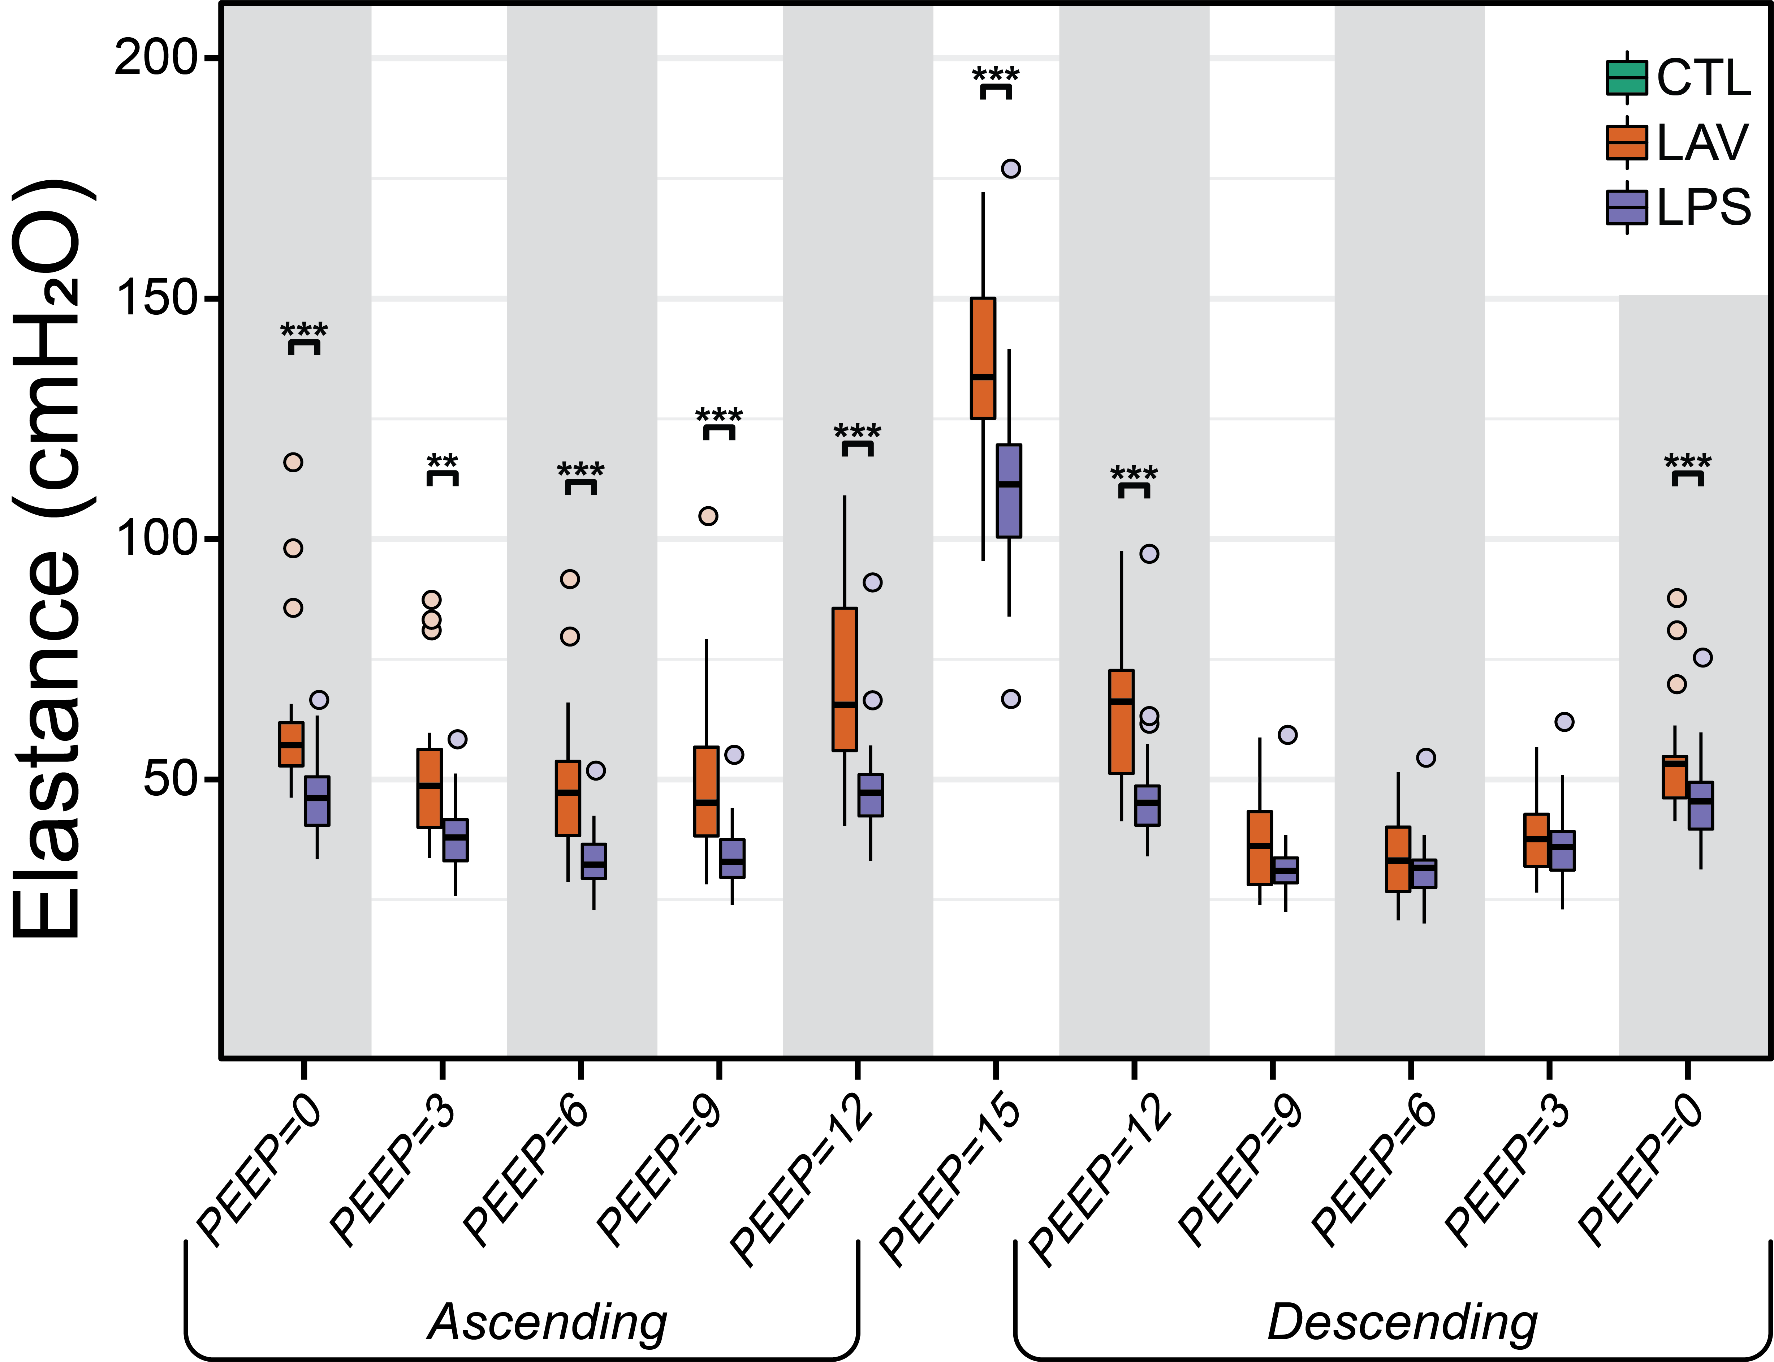 Elastance (cmH₂O)
200
150
100
50
CTL
LAV
LPS
***
**
***
***
***
***
***
***
PEEP=0
PEEP=3
PEEP=6
PEEP=9
PEEP=12
PEEP=15
PEEP=12
PEEP=9
PEEP=6
PEEP=3
PEEP=0
Ascending
Descending